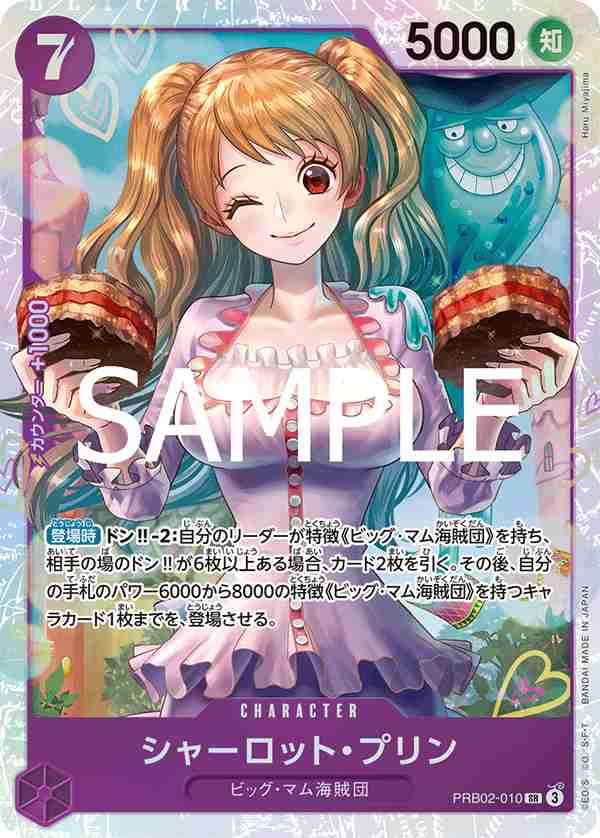 7
5000
知
Haru Miyajima
カウンター +1000
SAMPLE
登場時 ドン!!-2:自分のリーダーが特徴《ビッグ・マム海賊団》を持ち、
相手の場のドン!!が6枚以上ある場合、カード2枚を引く。その後、自分
の手札のパワー6000から8000の特徴《ビッグ・マム海賊団》を持つキャ
ラカード1枚までを、登場させる。
CHARACTER
シャーロット・プリン
ビッグ・マム海賊団
PRB02-010 SR 3
©E.O/S ©O. S・F・T BANDAI MADE IN JAPAN